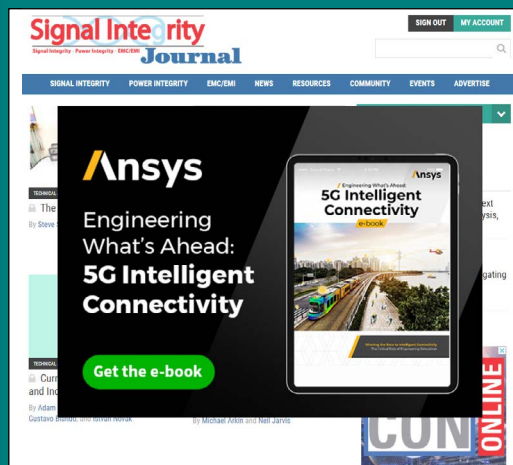 Signal Integrity
Signal Integrity · Power Integrity · EMC/EMI
Journal
SIGN OUT
MY ACCOUNT
SIGNAL INTEGRITY
POWER INTEGRITY
EMC/EMI
NEWS
RESOURCES
COMMUNITY
EVENTS
ADVERTISE
Ansys
Engineering
What's Ahead:
5G Intelligent
Connectivity
Get the e-book
Ansys
Engineering What's Ahead:
5G Intelligent
Connectivity
e-book
TECHNICAL
The
By Steve
TECHNICAL
Curr
and Ind
By Adam
Gustavo Blando, and Istvan Novak
By Michael Arkin and Neil Jarvis
ext
ysis,
gating
CON
ONLINE